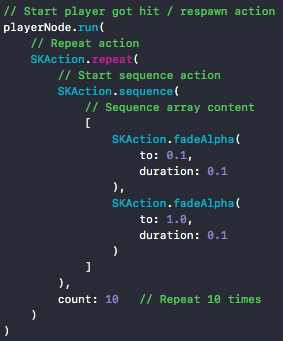 // Start player got hit / respawn action
playerNode.run(
    // Repeat action
    SKAction.repeat(
        // Start sequence action
        SKAction.sequence(
            // Sequence array content
            [
                SKAction.fadeAlpha(
                    to: 0.1,
                    duration: 0.1
                ),
                SKAction.fadeAlpha(
                    to: 1.0,
                    duration: 0.1
                )
            ]
        ),
        count: 10   // Repeat 10 times
    )
)